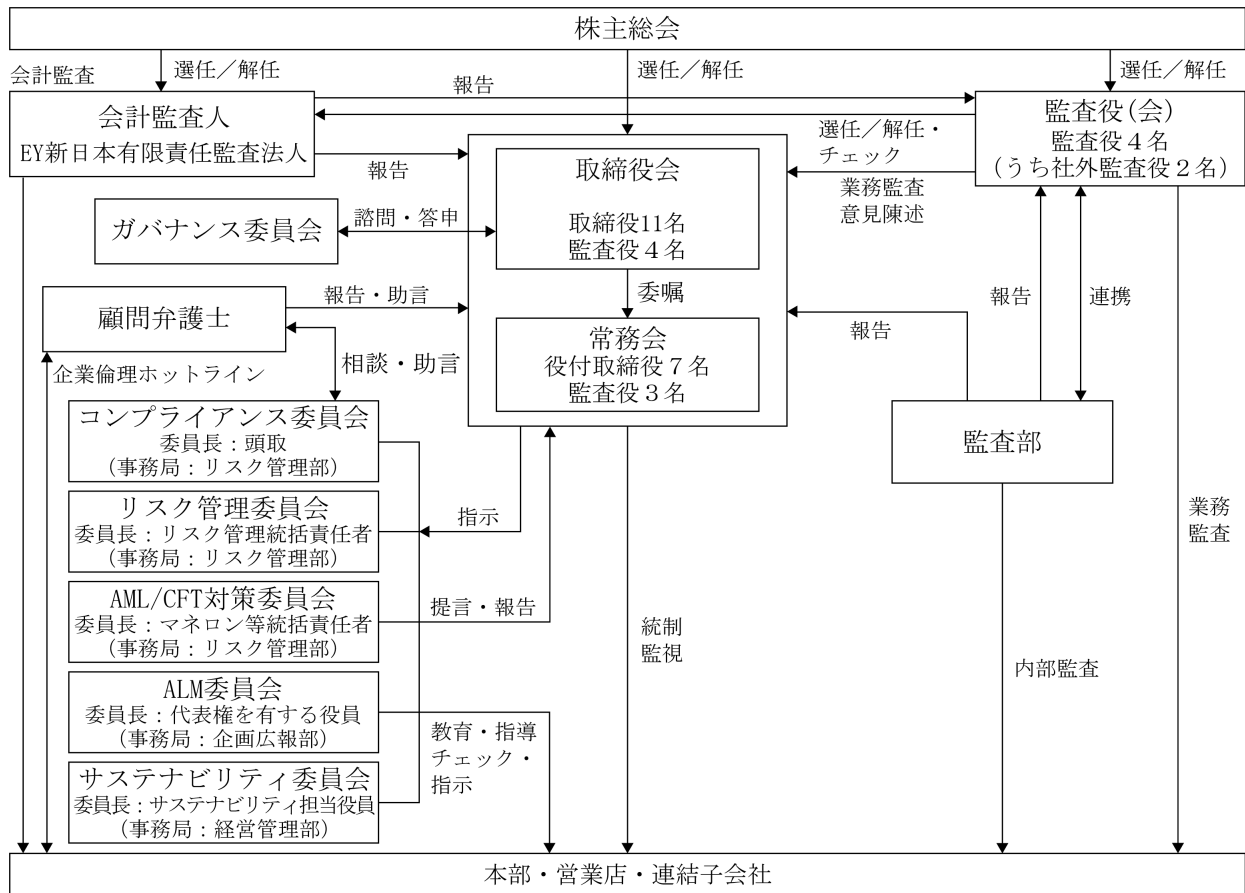 株主総会
会計監査
選任／解任
選任／解任
選任／解任
報告
会計監査人
EY新日本有限責任監査法人
監査役(会)
監査役４名
(うち社外監査役２名)
選任／解任・
チェック
報告
業務監査
意見陳述
取締役会
取締役11名
監査役４名
ガバナンス委員会
諮問・答申
委嘱
顧問弁護士
報告・助言
報告
報告
連携
常務会
役付取締役７名
監査役３名
相談・助言
企業倫理ホットライン
コンプライアンス委員会
委員長：頭取
(事務局：リスク管理部)
監査部
リスク管理委員会
委員長：リスク管理統括責任者
(事務局：リスク管理部)
指示
業務
監査
AML/CFT対策委員会
委員長：マネロン等統括責任者
(事務局：リスク管理部)
提言・報告
統制
監視
内部監査
ALM委員会
委員長：代表権を有する役員
(事務局：企画広報部)
教育・指導
チェック・
指示
サステナビリティ委員会
委員長：サステナビリティ担当役員
(事務局：経営管理部)
本部・営業店・連結子会社